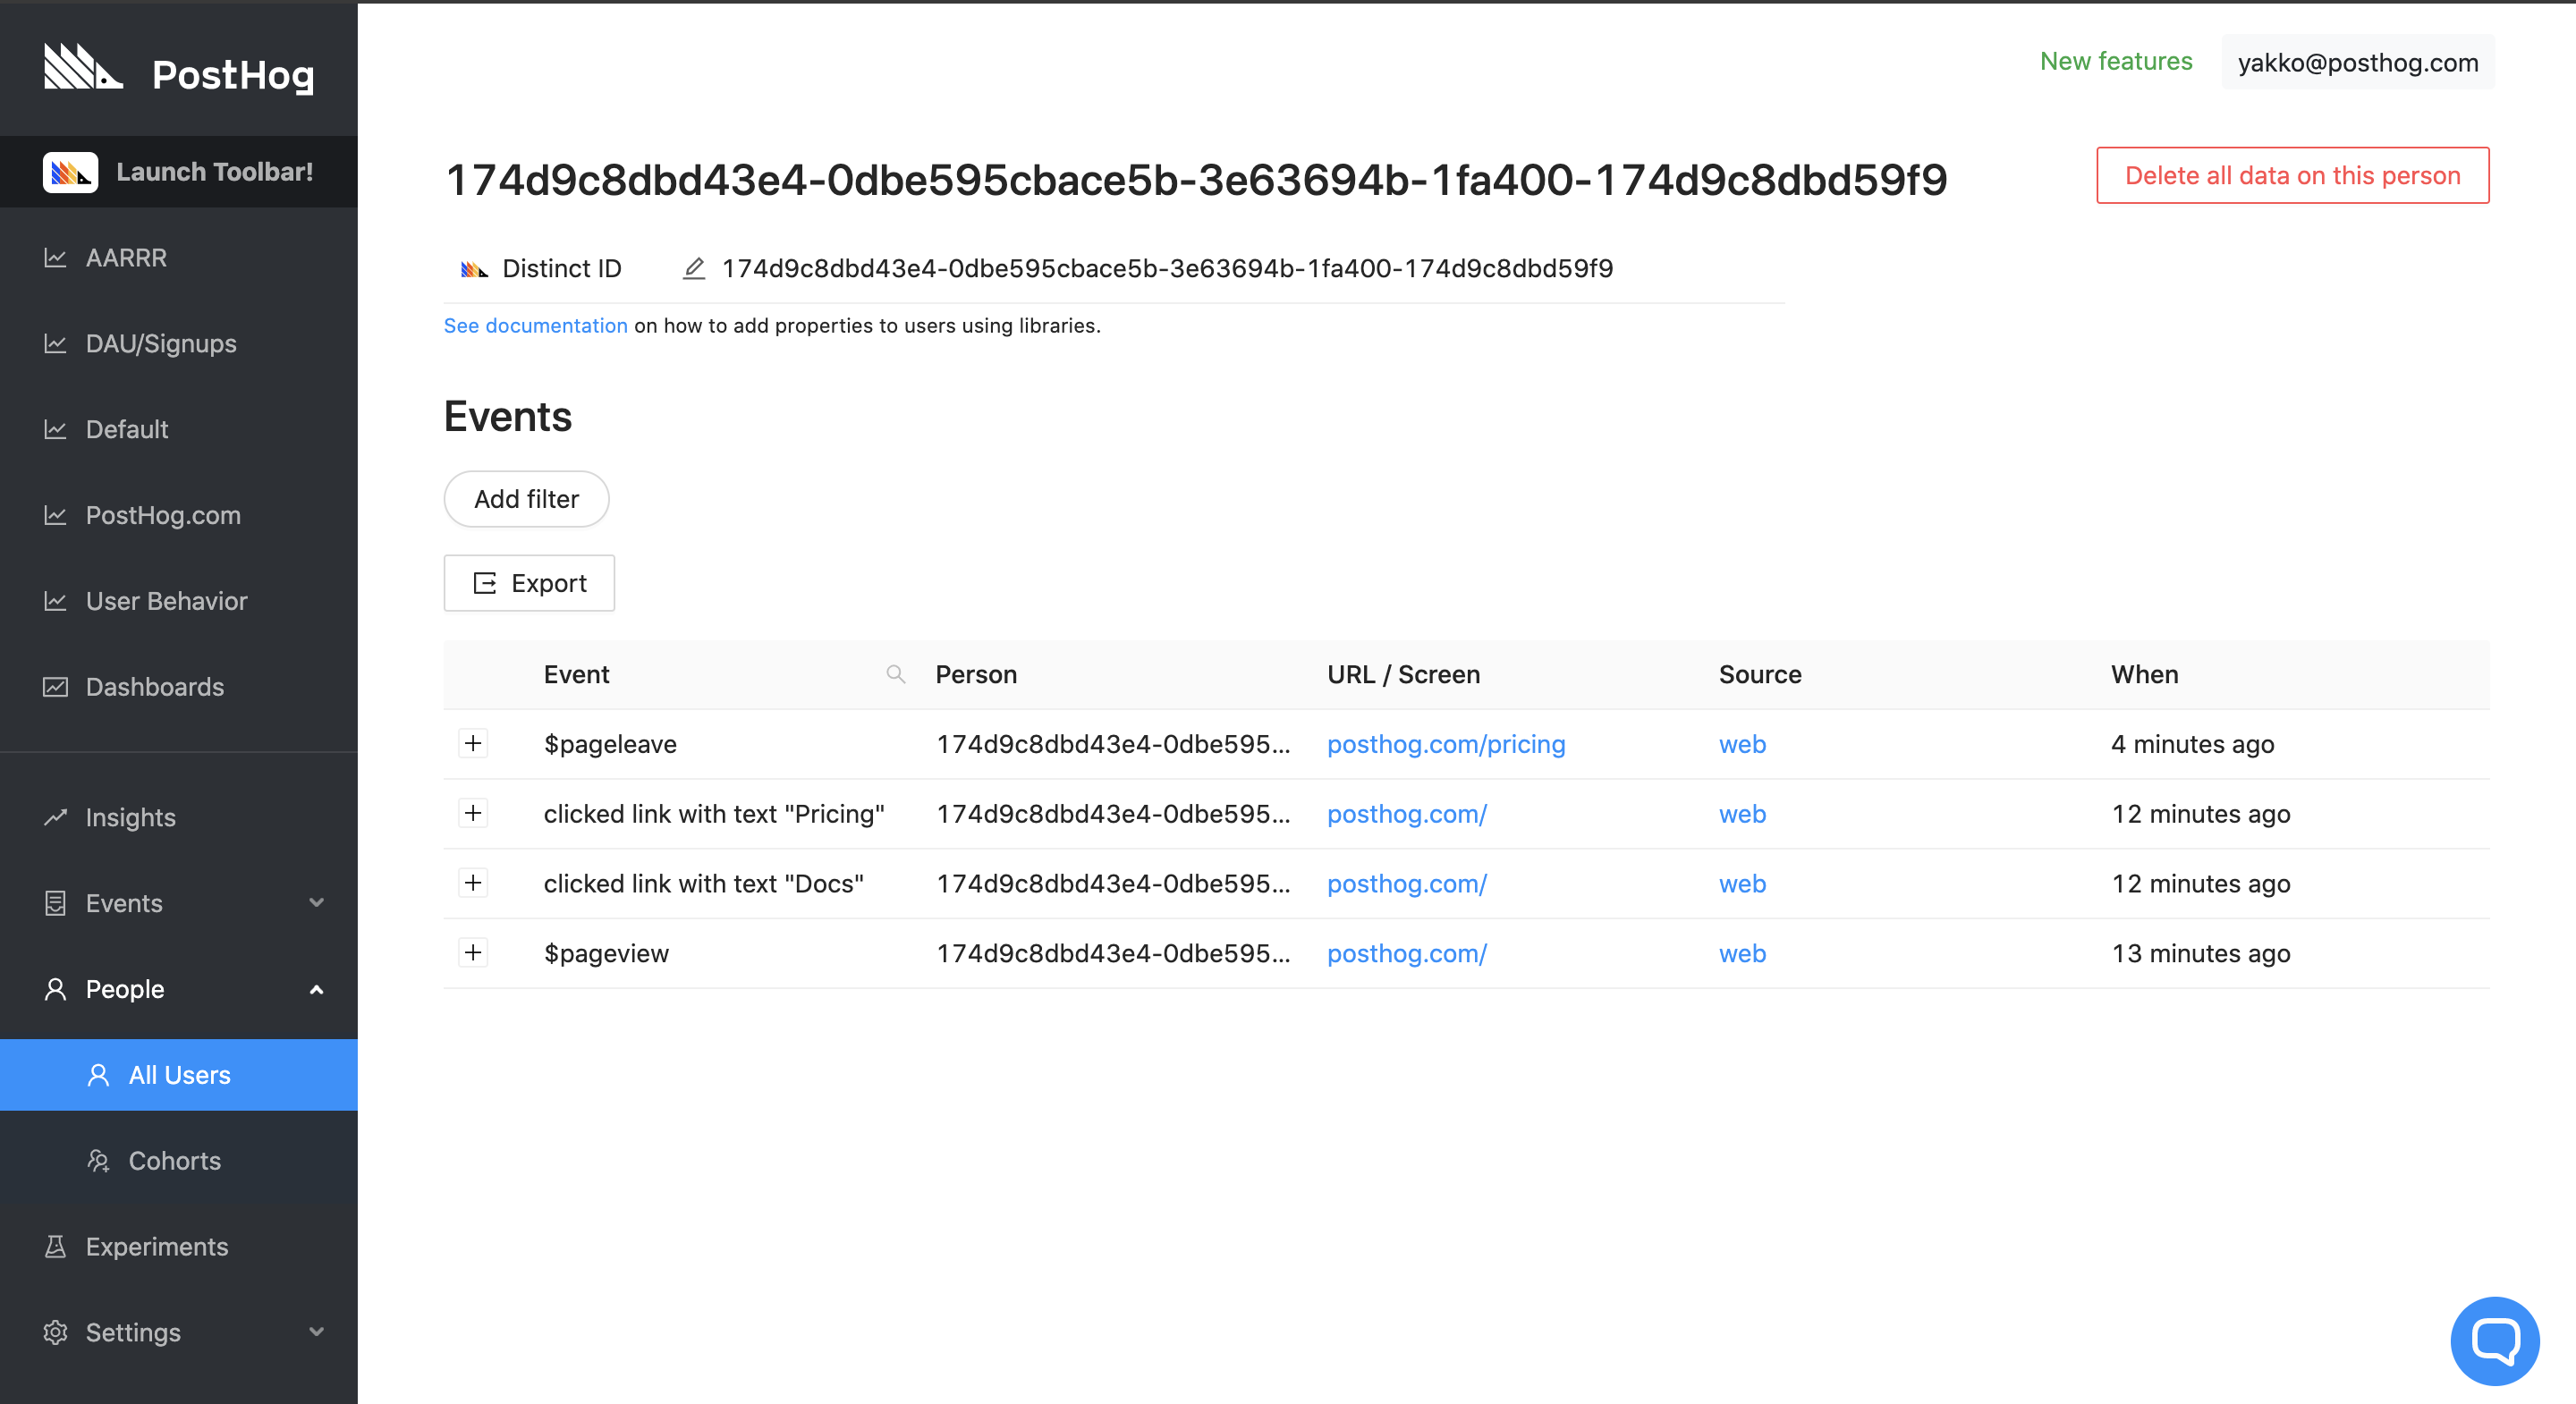 PostHog
Launch Toolbar!
AARRR
DAU/Signups
Default
PostHog.com
User Behavior
Dashboards
Insights
Events
People
All Users
Cohorts
Experiments
Settings
New features
yakko@posthog.com
174d9c8dbd43e4-0dbe595cbace5b-3e63694b-1fa400-174d9c8dbd59f9
Delete all data on this person
Distinct ID 174d9c8dbd43e4-0dbe595cbace5b-3e63694b-1fa400-174d9c8dbd59f9
See documentation on how to add properties to users using libraries.
Events
Add filter
Export
Event Person URL / Screen Source When
$pageleave 174d9c8dbd43e4-0dbe595... posthog.com/pricing web 4 minutes ago
clicked link with text "Pricing" 174d9c8dbd43e4-0dbe595... posthog.com/ web 12 minutes ago
clicked link with text "Docs" 174d9c8dbd43e4-0dbe595... posthog.com/ web 12 minutes ago
$pageview 174d9c8dbd43e4-0dbe595... posthog.com/ web 13 minutes ago